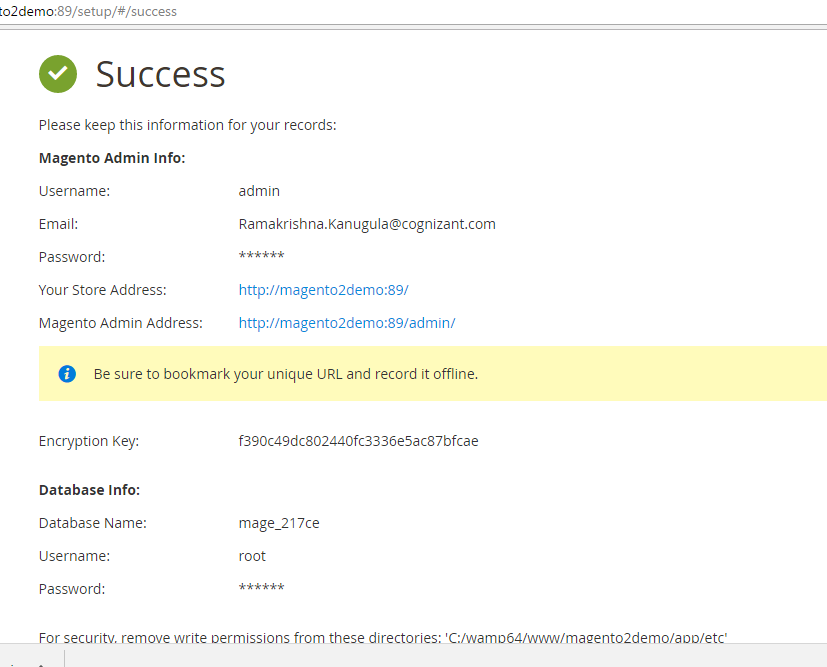 to2demo:89/setup/#/success
Success
Please keep this information for your records:
Magento Admin Info:
Username: admin
Email: Ramakrishna.Kanugula@cognizant.com
Password: ******
Your Store Address: http://magento2demo:89/
Magento Admin Address: http://magento2demo:89/admin/
Be sure to bookmark your unique URL and record it offline.
Encryption Key: f390c49dc802440fc3336e5ac87bfcae
Database Info:
Database Name: mage_217ce
Username: root
Password: ******
For security, remove write permissions from these directories: 'C:/wamp64/www/magento2demo/app/etc'